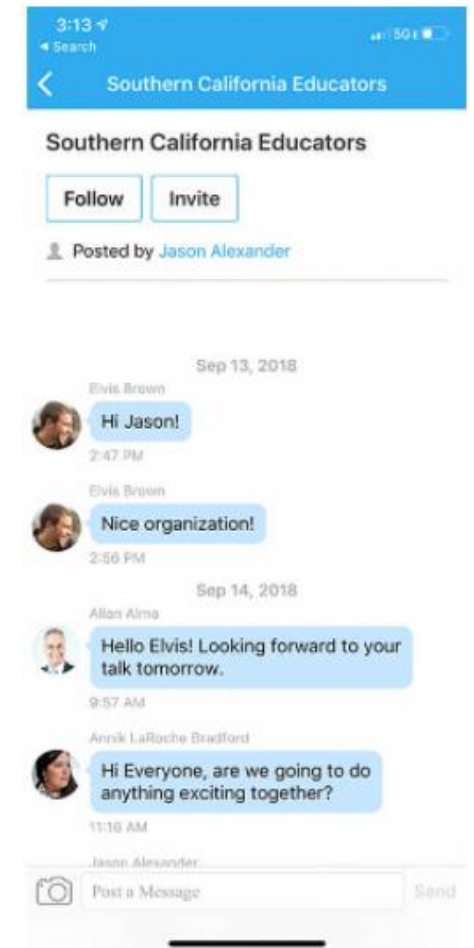 3:13
◂ Search
5GE
Southern California Educators
Southern California Educators
Follow Invite
Posted by Jason Alexander
Sep 13, 2018
Elvis Brown
Hi Jason!
2:47 PM
Elvis Brown
Nice organization!
2:56 PM
Sep 14, 2018
Allan Alma
Hello Elvis! Looking forward to your
talk tomorrow.
9:57 AM
Annik LaRoche Bradford
Hi Everyone, are we going to do
anything exciting together?
11:16 AM
Jason Alexander
Post a Message Send